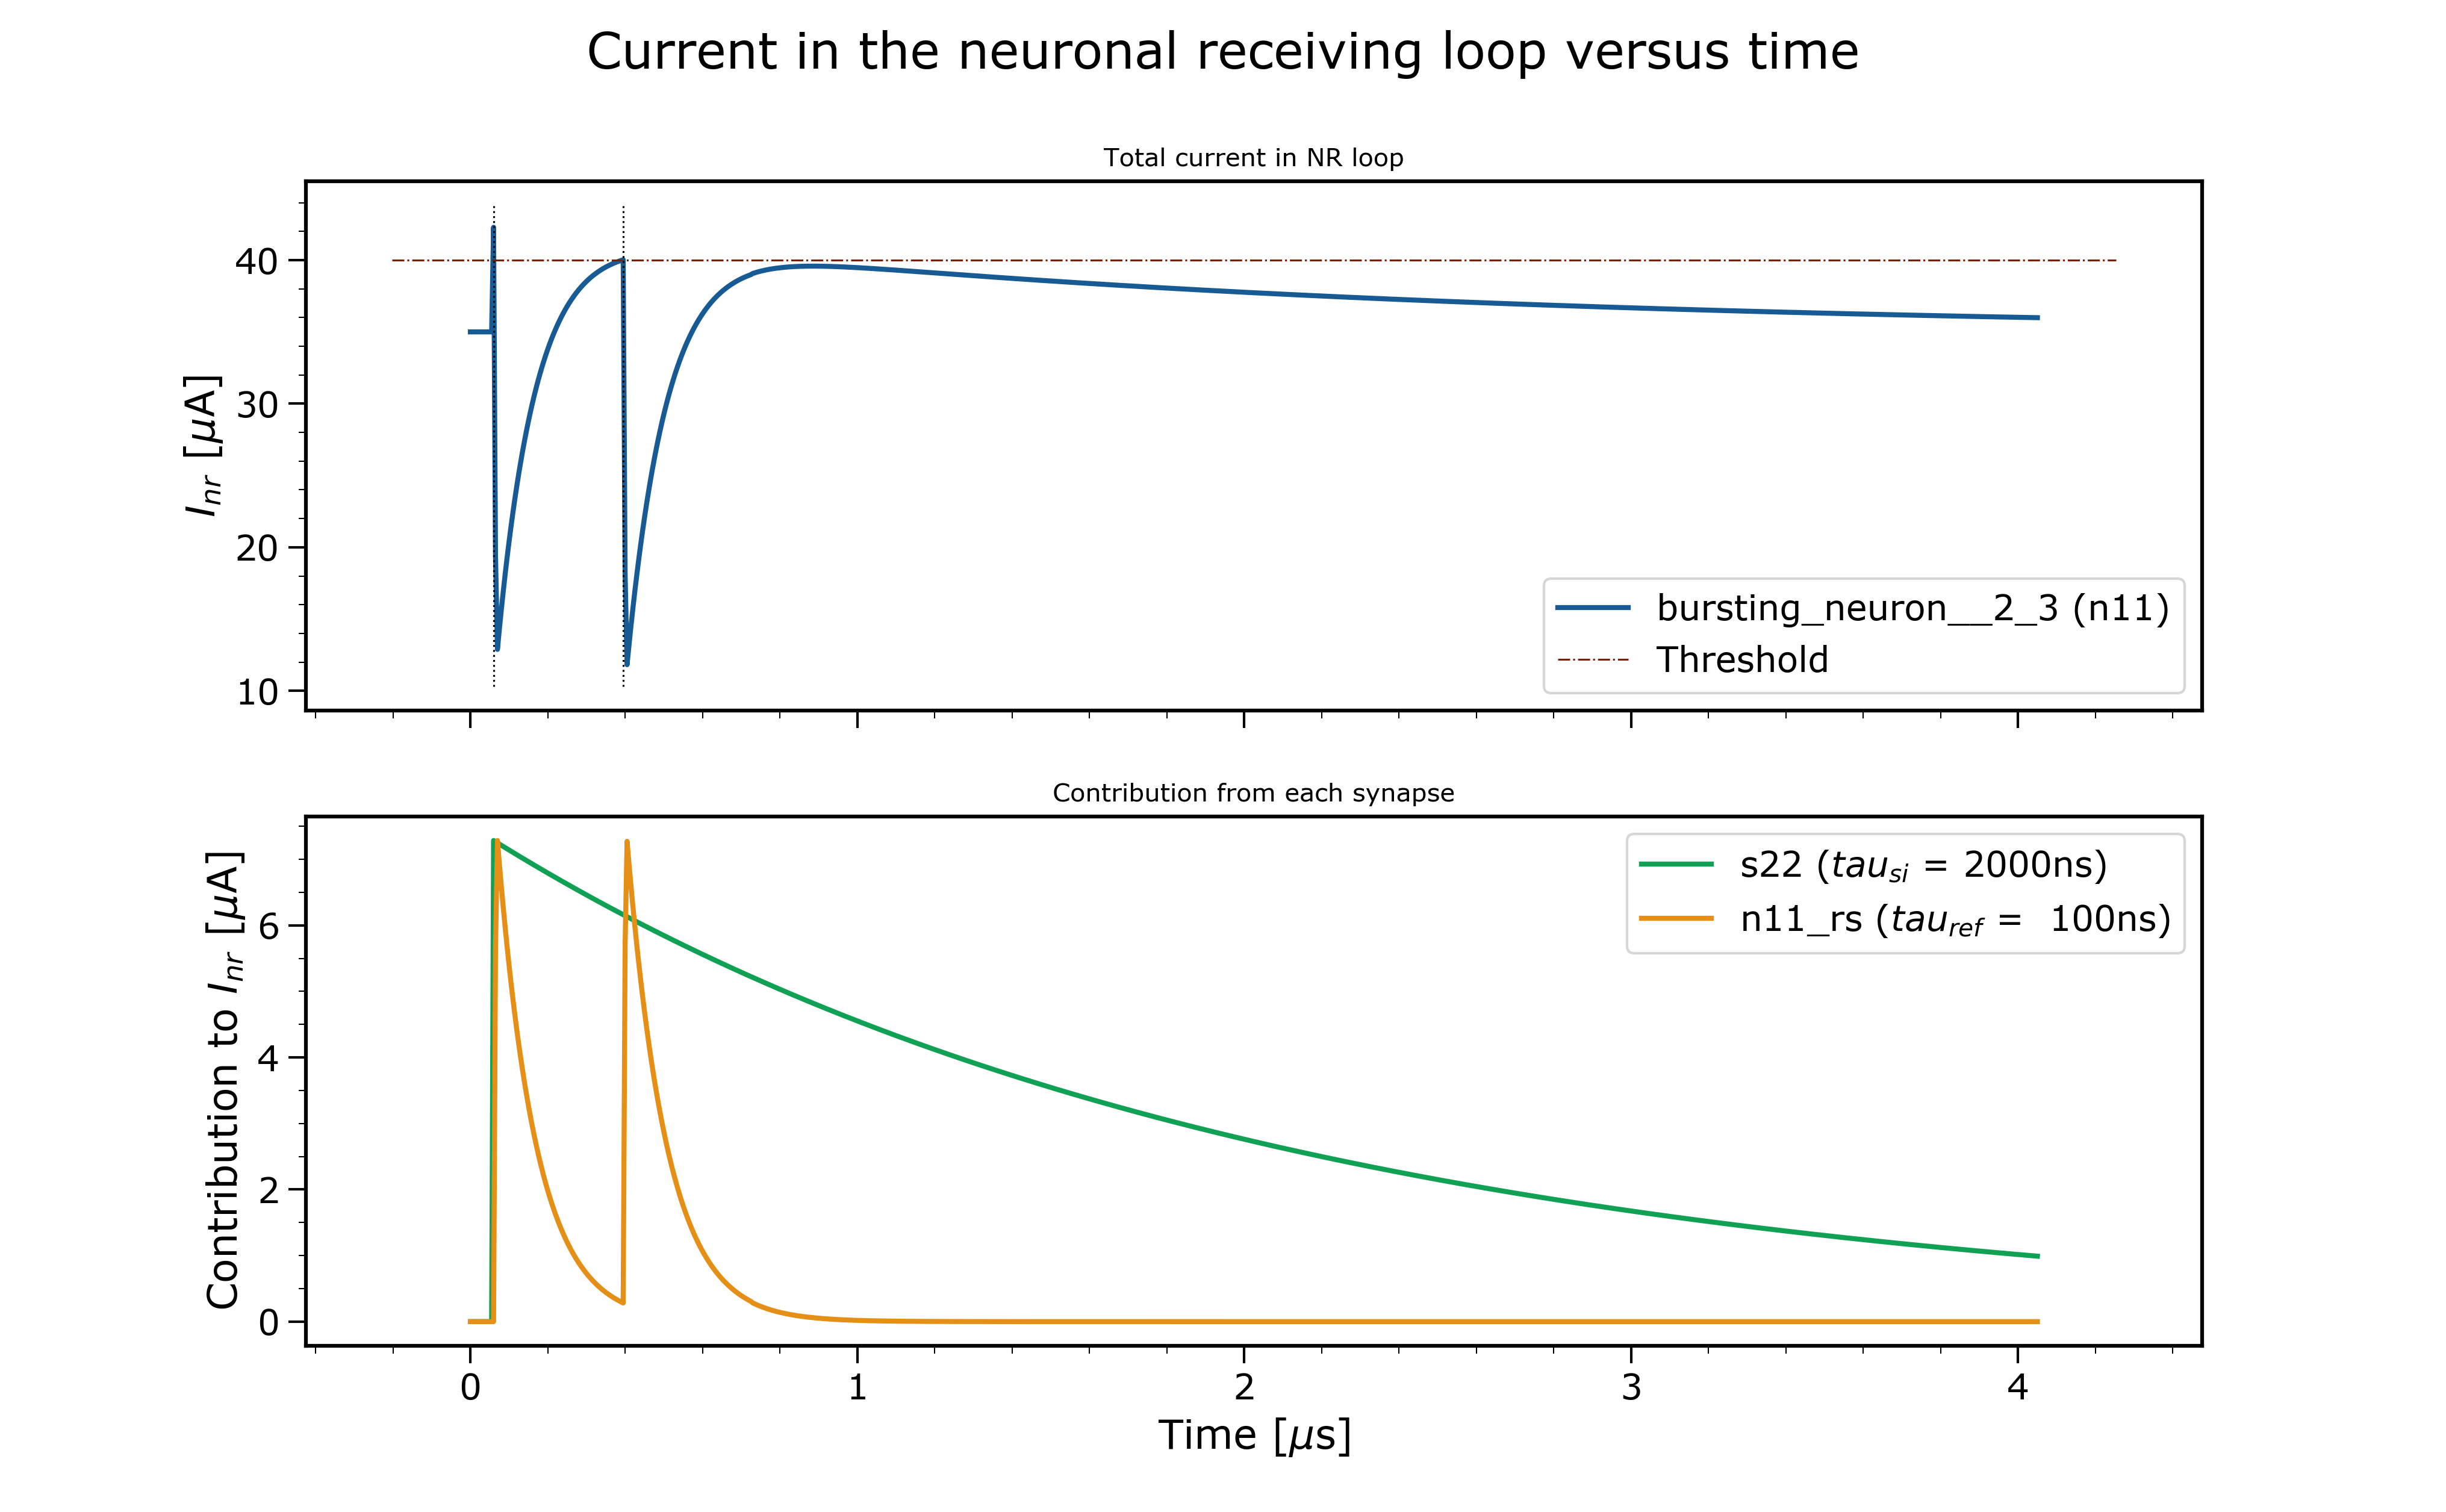 Current in the neuronal receiving loop versus time
Total current in NR loop
I_nr [μA]
40
30
20
10
bursting_neuron__2_3 (n11)
Threshold
Contribution from each synapse
Contribution to I_nr [μA]
6
4
2
0
s22 (tau_si = 2000ns)
n11_rs (tau_ref = 100ns)
0 1 2 3 4
Time [μs]